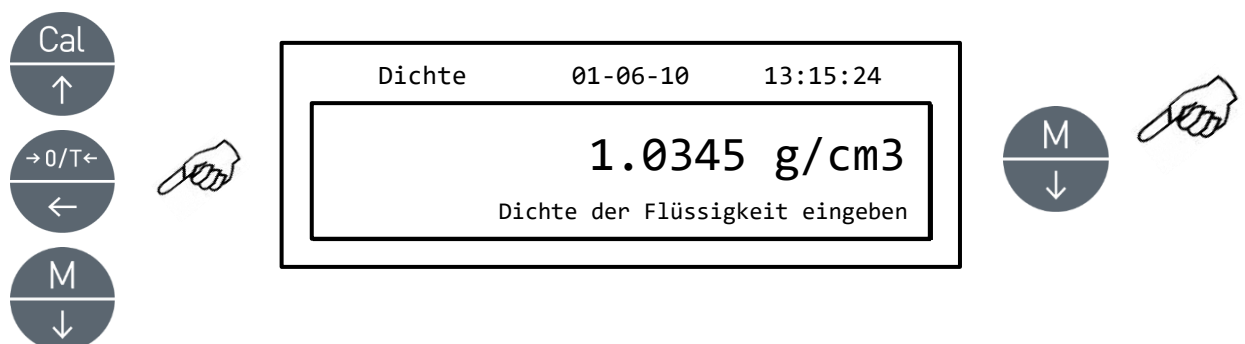 Cal
↑
→0/T←
←
M
↓
Dichte 01-06-10 13:15:24
1.0345 g/cm3
Dichte der Flüssigkeit eingeben
M
↓